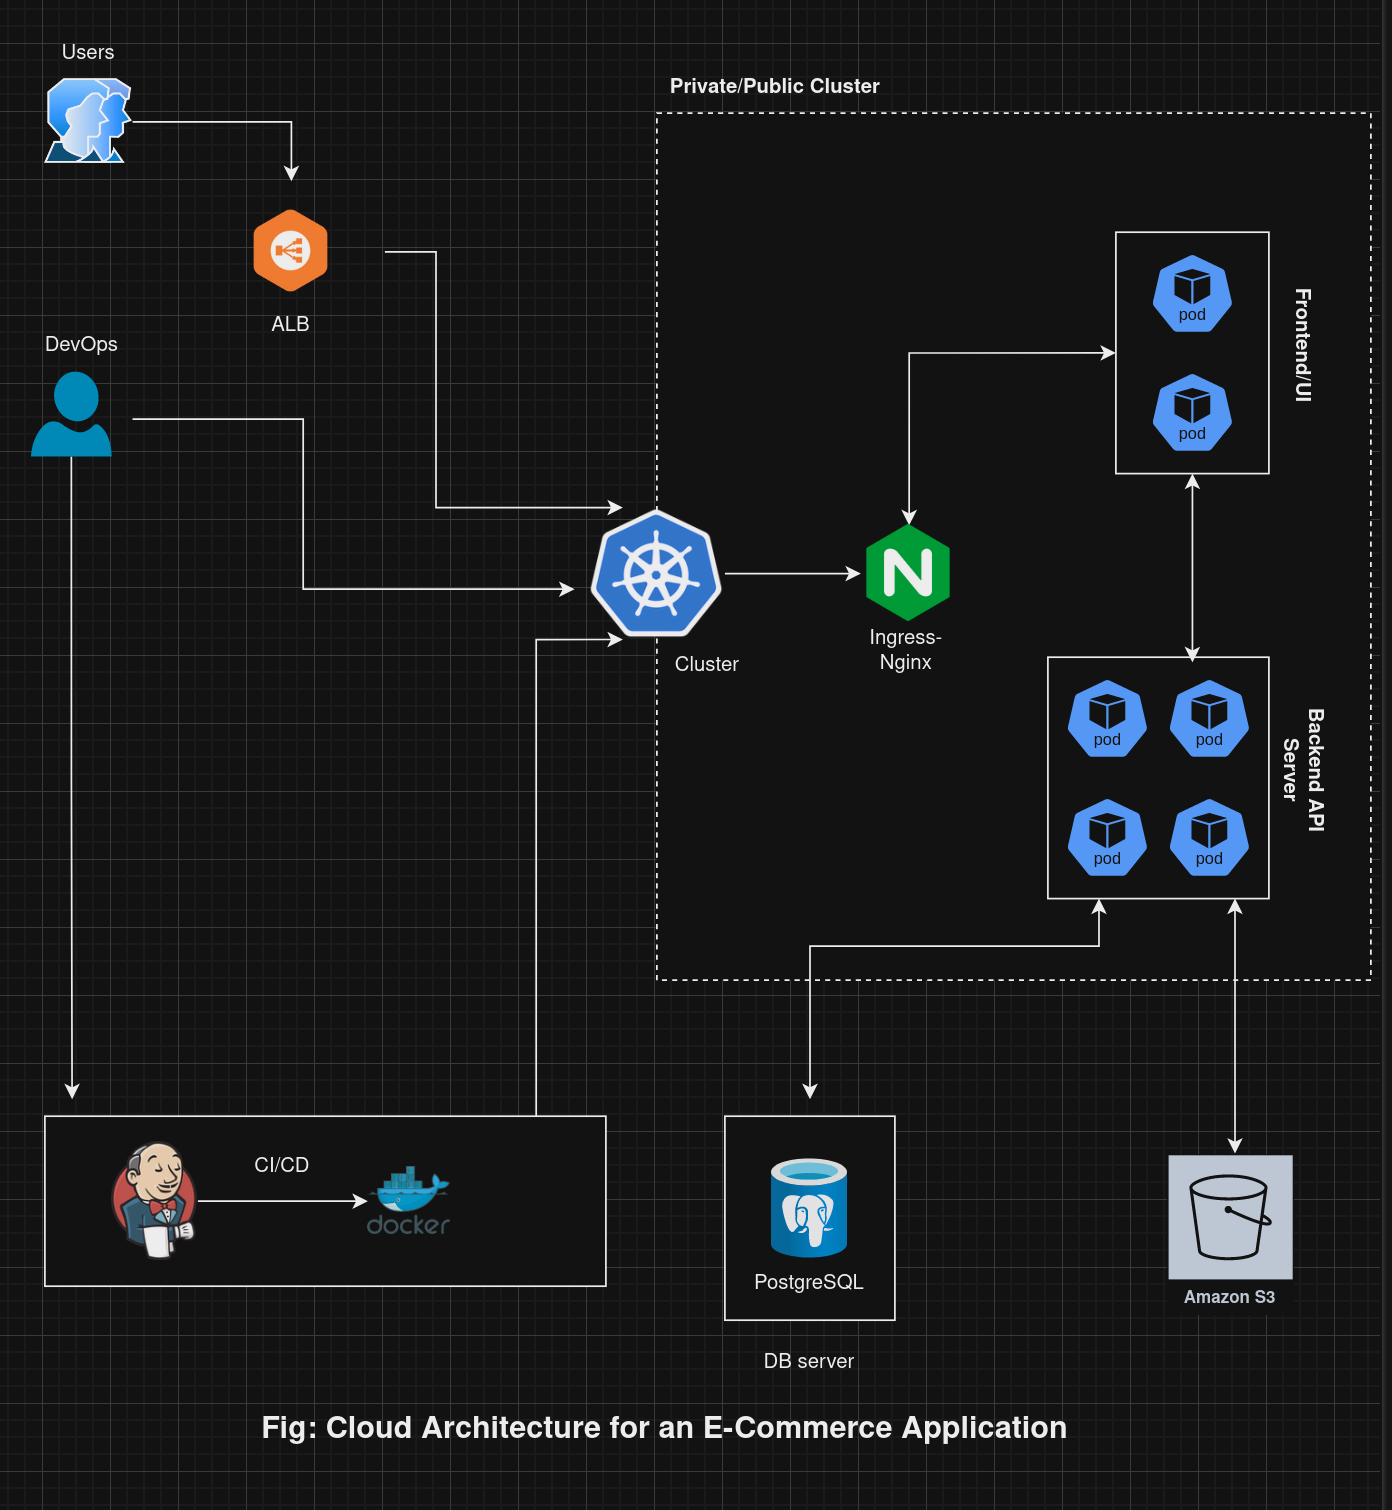 Users
Private/Public Cluster
ALB
DevOps
pod
pod
Frontend/UI
Cluster
Ingress-
Nginx
pod
pod
pod
pod
Backend API
Server
CI/CD
docker
PostgreSQL
DB server
Amazon S3
Fig: Cloud Architecture for an E-Commerce Application